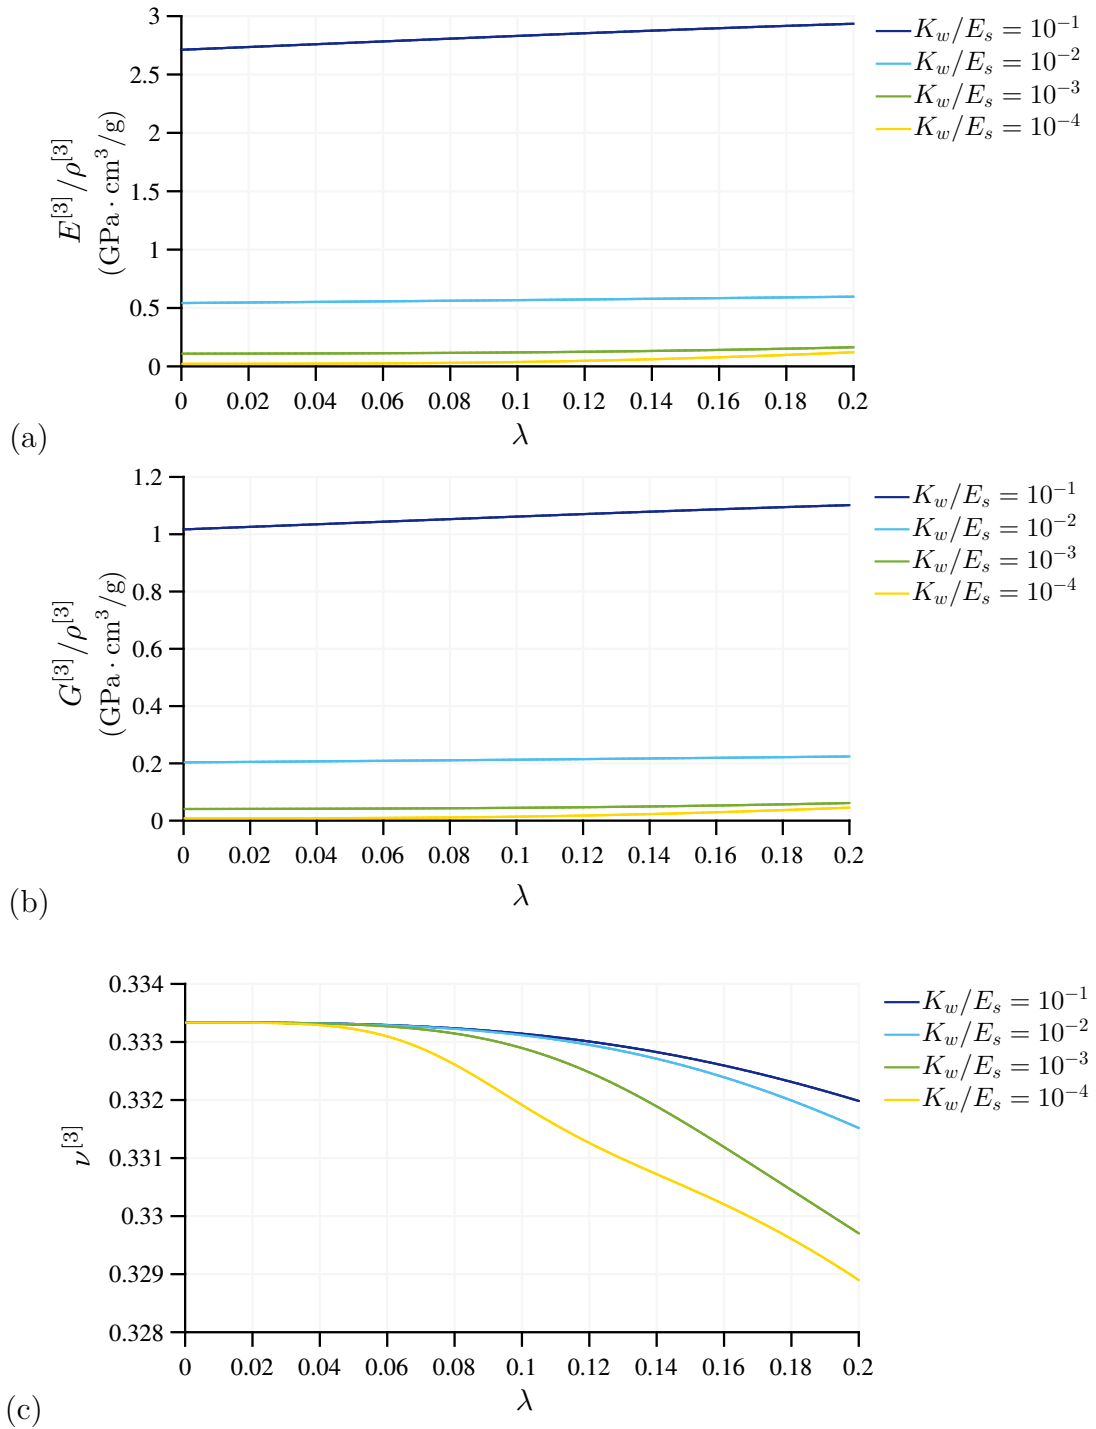 3
2.5
2
1.5
1
0.5
0
E^{[3]}/ρ^{[3]}
(GPa · cm³/g)
0 0.02 0.04 0.06 0.08 0.1 0.12 0.14 0.16 0.18 0.2
λ
K_w/E_s = 10^{-1}
K_w/E_s = 10^{-2}
K_w/E_s = 10^{-3}
K_w/E_s = 10^{-4}
(a)
1.2
1
0.8
0.6
0.4
0.2
0
G^{[3]}/ρ^{[3]}
(GPa · cm³/g)
0 0.02 0.04 0.06 0.08 0.1 0.12 0.14 0.16 0.18 0.2
λ
K_w/E_s = 10^{-1}
K_w/E_s = 10^{-2}
K_w/E_s = 10^{-3}
K_w/E_s = 10^{-4}
(b)
0.334
0.333
0.332
0.331
0.33
0.329
0.328
ν^{[3]}
0 0.02 0.04 0.06 0.08 0.1 0.12 0.14 0.16 0.18 0.2
λ
K_w/E_s = 10^{-1}
K_w/E_s = 10^{-2}
K_w/E_s = 10^{-3}
K_w/E_s = 10^{-4}
(c)